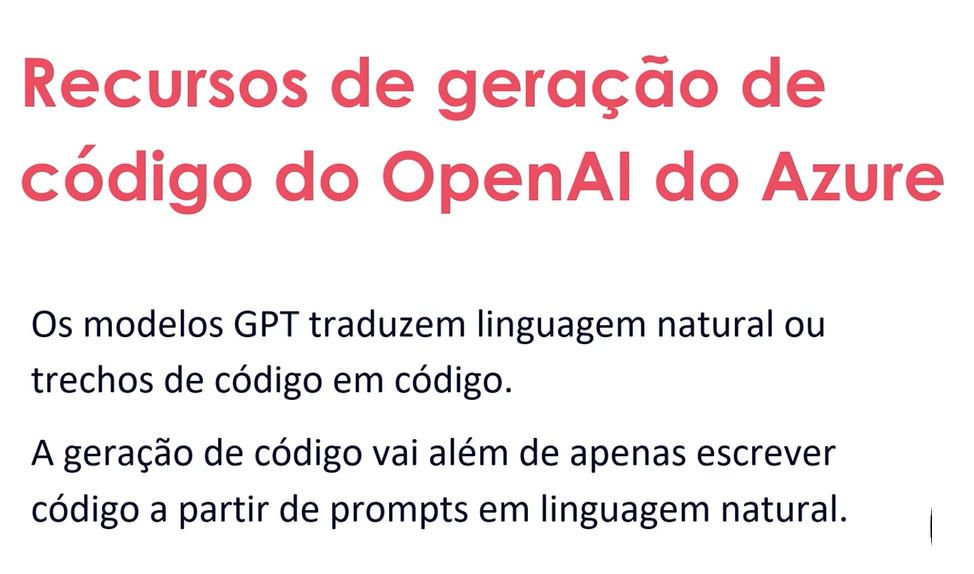 Recursos de geração de
código do OpenAI do Azure
Os modelos GPT traduzem linguagem natural ou
trechos de código em código.
A geração de código vai além de apenas escrever
código a partir de prompts em linguagem natural.